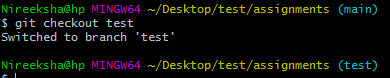 Nireeksha@hp MINGW64 ~/Desktop/test/assignments (main)
$ git checkout test
Switched to branch 'test'
Nireeksha@hp MINGW64 ~/Desktop/test/assignments (test)
$